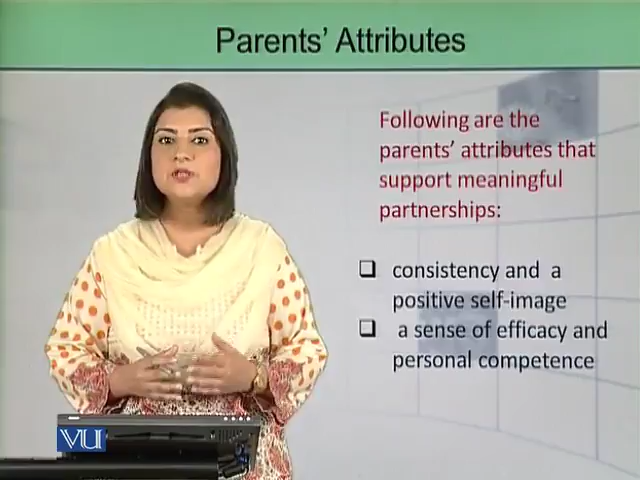 Parents' Attributes
Following are the
parents' attributes that
support meaningful
partnerships:
consistency and a
positive self-image
a sense of efficacy and
personal competence
VU